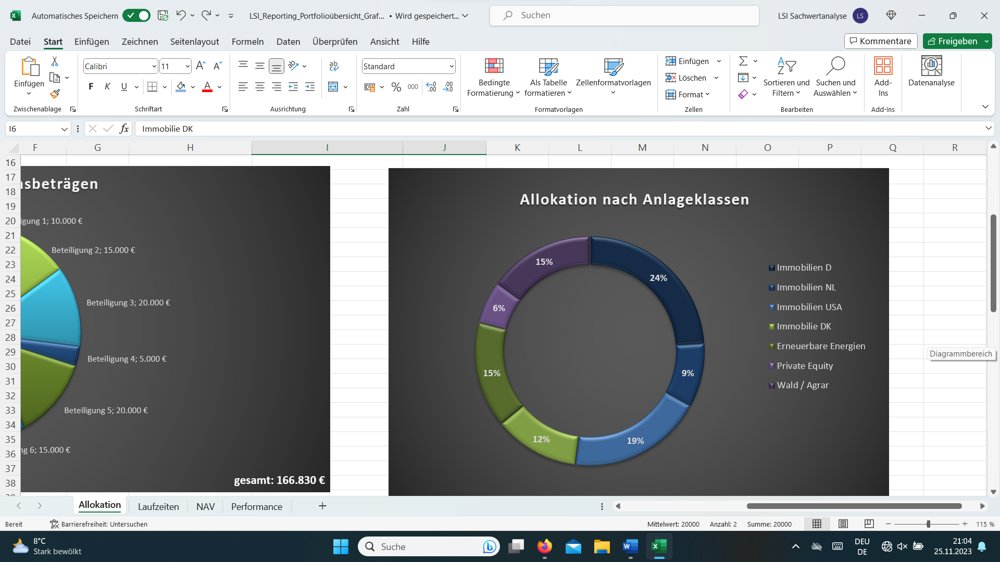 Automatisches Speichern
LSI_Reporting_Portfolioübersicht_Graf... • Wird gespeichert...
Suchen
LSI Sachwertanalyse
LS
Datei Start Einfügen Zeichnen Seitenlayout Formeln Daten Überprüfen Ansicht Hilfe
Kommentare
Freigeben
Einfügen
Zwischenablage
Calibri
11
F K U
Schriftart
Ausrichtung
Standard
% 000
Zahl
Bedingte Formatierung
Als Tabelle formatieren
Zellenformatvorlagen
Formatvorlagen
Einfügen
Löschen
Format
Zellen
Sortieren und Filtern
Suchen und Auswählen
Bearbeiten
Add-Ins
Add-Ins
Datenanalyse
I6
fx
Immobilie DK
F G H I J K L M N O P Q R
16
17
18
19
20
21
22
23
24
25
26
27
28
29
30
31
32
33
34
35
36
37
38
nsbeträgen
igung 1; 10.000 €
Beteiligung 2; 15.000 €
Beteiligung 3; 20.000 €
Beteiligung 4; 5.000 €
Beteiligung 5; 20.000 €
ng 6; 15.000 €
gesamt: 166.830 €
Allokation nach Anlageklassen
24%
9%
19%
12%
15%
6%
15%
Immobilien D
Immobilien NL
Immobilien USA
Immobilie DK
Erneuerbare Energien
Private Equity
Wald / Agrar
Diagrammbereich
Allokation Laufzeiten NAV Performance
Bereit
Barrierefreiheit: Untersuchen
Mittelwert: 20000 Anzahl: 2 Summe: 20000
115 %
8°C
Stark bewölkt
Suche
DEU
DE
21:04
25.11.2023